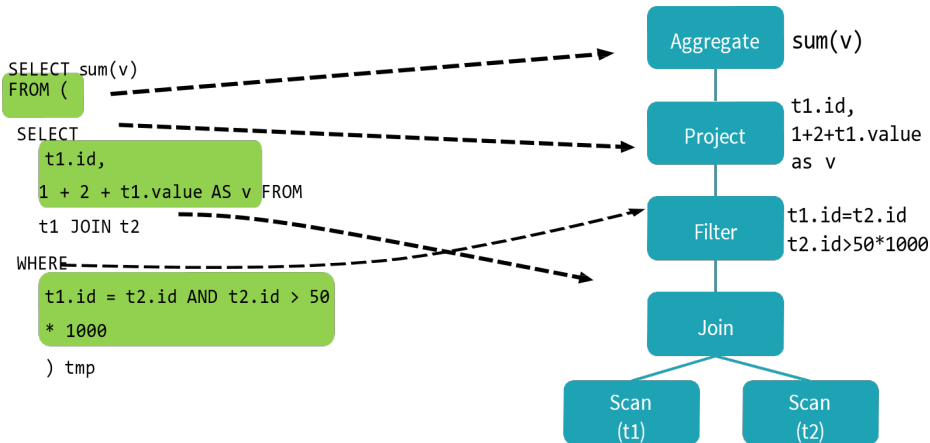 SELECT sum(v)
FROM (
SELECT
t1.id,
1 + 2 + t1.value AS v FROM
t1 JOIN t2
WHERE
t1.id = t2.id AND t2.id > 50
* 1000
) tmp
Aggregate
sum(v)
Project
t1.id,
1+2+t1.value
as v
Filter
t1.id=t2.id
t2.id>50*1000
Join
Scan
(t1)
Scan
(t2)